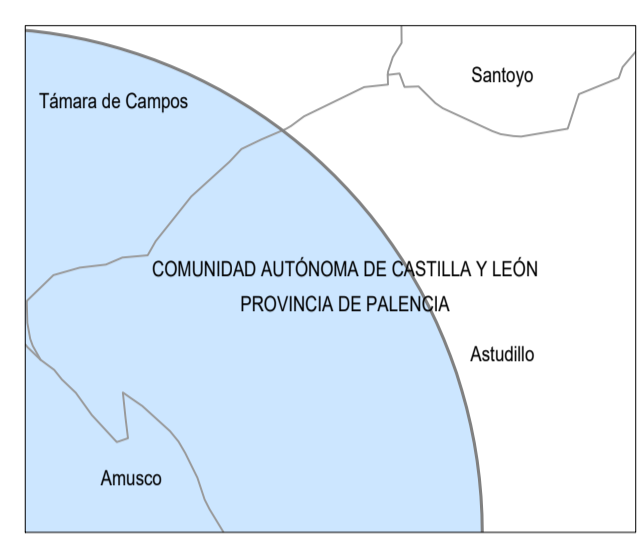 Santoyo
Támara de Campos
COMUNIDAD AUTÓNOMA DE CASTILLA Y LEÓN
PROVINCIA DE PALENCIA
Astudillo
Amusco